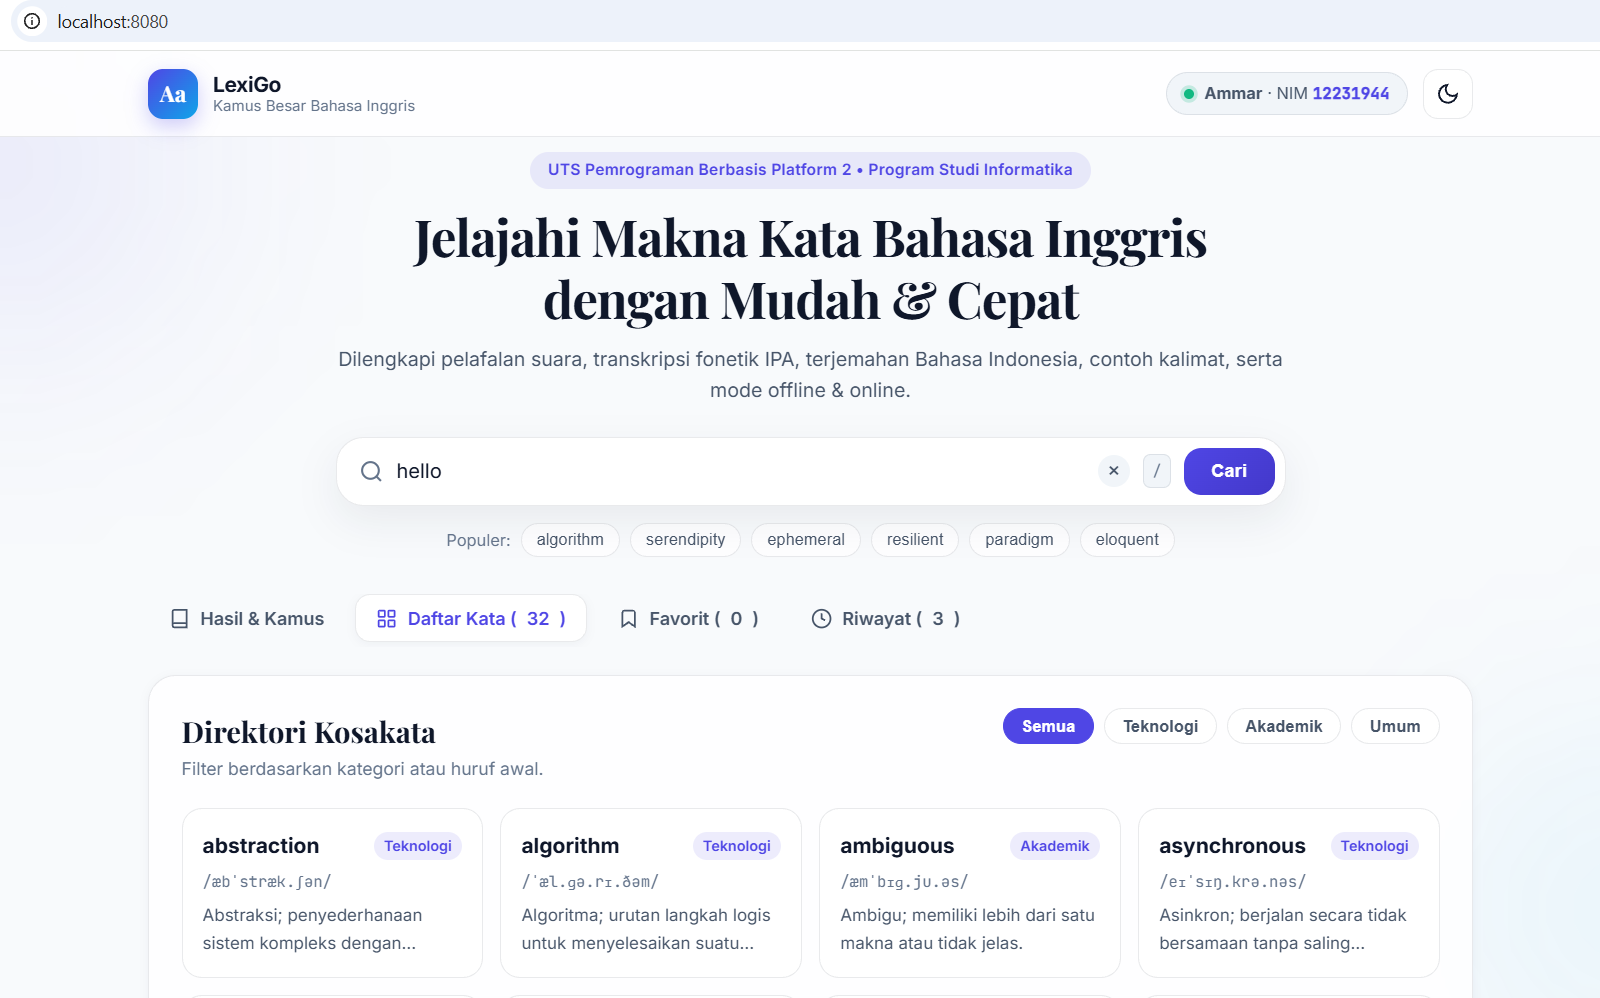 localhost:8080
Aa
LexiGo
Kamus Besar Bahasa Inggris
Ammar · NIM 12231944
UTS Pemrograman Berbasis Platform 2 • Program Studi Informatika
Jelajahi Makna Kata Bahasa Inggris
dengan Mudah & Cepat
Dilengkapi pelafalan suara, transkripsi fonetik IPA, terjemahan Bahasa Indonesia, contoh kalimat, serta
mode offline & online.
hello
× / Cari
Populer: algorithm serendipity ephemeral resilient paradigm eloquent
Hasil & Kamus
Daftar Kata ( 32 )
Favorit ( 0 )
Riwayat ( 3 )
Direktori Kosakata
Filter berdasarkan kategori atau huruf awal.
Semua Teknologi Akademik Umum
abstraction Teknologi
/æbˈstræk.ʃən/
Abstraksi; penyederhanaan
sistem kompleks dengan...
algorithm Teknologi
/ˈæl.ɡə.rɪ.ðəm/
Algoritma; urutan langkah logis
untuk menyelesaikan suatu...
ambiguous Akademik
/æmˈbɪɡ.ju.əs/
Ambigu; memiliki lebih dari satu
makna atau tidak jelas.
asynchronous Teknologi
/eɪˈsɪŋ.krə.nəs/
Asinkron; berjalan secara tidak
bersamaan tanpa saling...